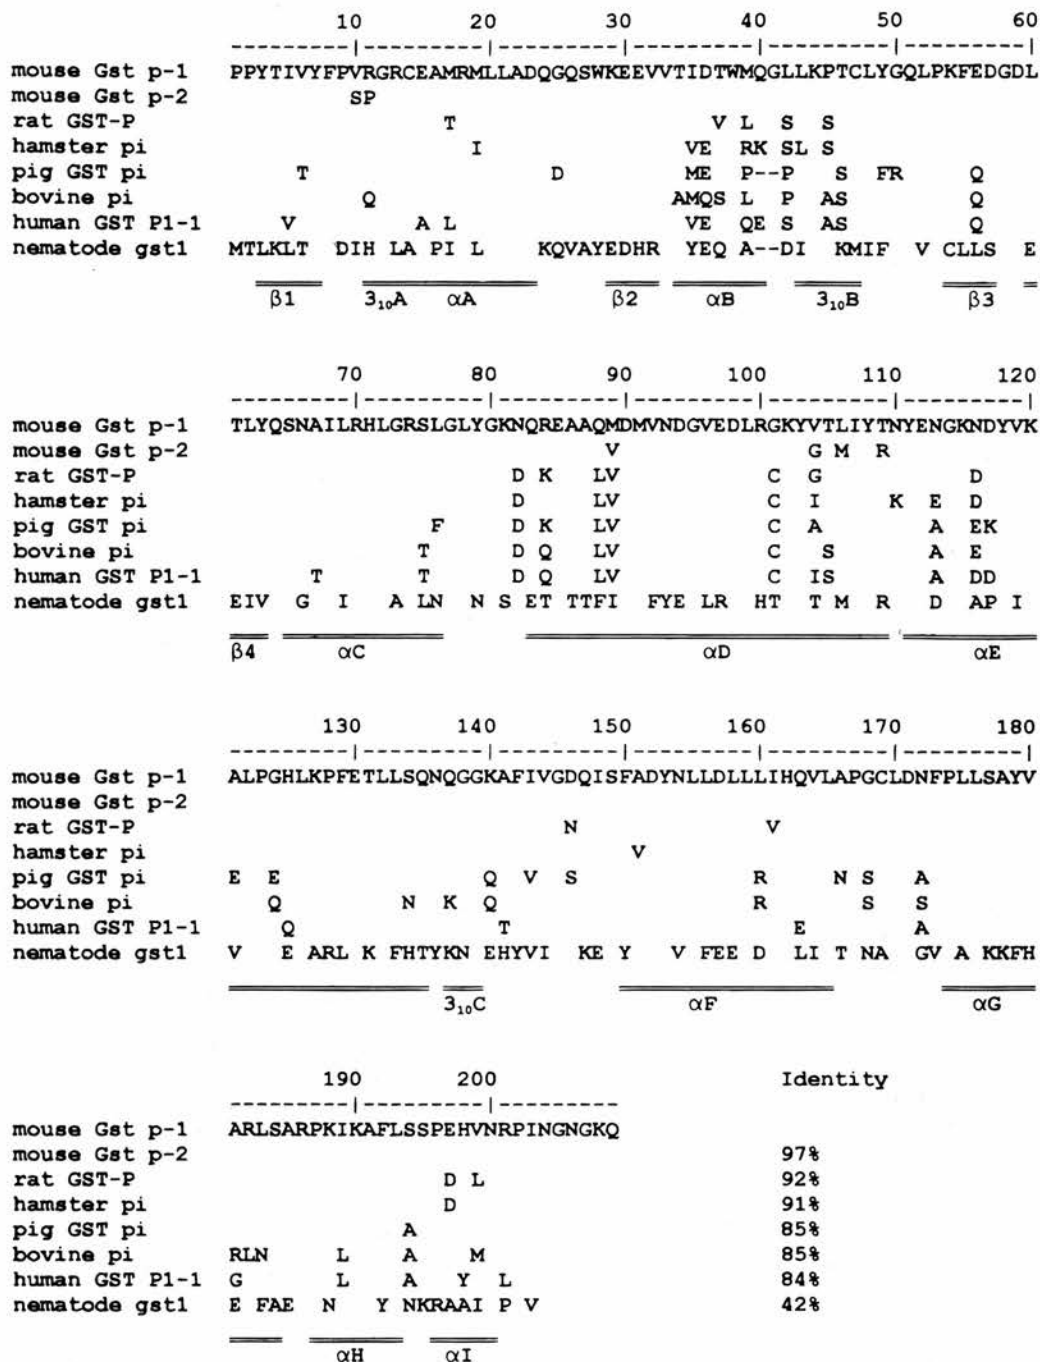 10 20 30 40 50 60
---------|---------|---------|---------|---------|---------|
mouse Gst p-1 PPYTIVYFPVRGRCEAMRMLLADQGQSWKEEVVTIDTWMQGLLKPTCLYGQLPKFEDGDL
mouse Gst p-2 SP
rat GST-P T V L S S
hamster pi I VE RK SL S
pig GST pi T D ME P--P S FR Q
bovine pi Q AMQS L P AS Q
human GST P1-1 V A L VE QE S AS Q
nematode gst1 MTLKLT DIH LA PI L KQVAYEDHR YEQ A--DI KMIF V CLLS E
β1 3₁₀A αA β2 αB 3₁₀B β3
70 80 90 100 110 120
---------|---------|---------|---------|---------|---------|
mouse Gst p-1 TLYQSNAILRHLGRSLGLYGKNQREAAQMDMVNDGVEDLRGKYVTLIYTNYENGKNDYVK
mouse Gst p-2 V G M R
rat GST-P D K LV C G D
hamster pi D LV C I K E D
pig GST pi F D K LV C A A EK
bovine pi T D Q LV C S A E
human GST P1-1 T T D Q LV C IS A DD
nematode gst1 EIV G I A LN N S ET TTFI FYE LR HT T M R D AP I
β4 αC αD αE
130 140 150 160 170 180
---------|---------|---------|---------|---------|---------|
mouse Gst p-1 ALPGHLKPFETLLSQNQGGKAFIVGDQISFADYNLLDLLLIHQVLAPGCLDNFPLLSAYV
mouse Gst p-2
rat GST-P N V
hamster pi V
pig GST pi E E Q V S R N S A
bovine pi Q N K Q R S S
human GST P1-1 Q T E A
nematode gst1 V E ARL K FHTYKN EHYVI KE Y V FEE D LI T NA GV A KKFH
3₁₀C αF αG
190 200 Identity
---------|---------|---------
mouse Gst p-1 ARLSARPKIKAFLSSPEHVNRPINGNGKQ
mouse Gst p-2 97%
rat GST-P D L 92%
hamster pi D 91%
pig GST pi A 85%
bovine pi RLN L A M 85%
human GST P1-1 G L A Y L 84%
nematode gst1 E FAE N Y NKRAAI P V 42%
αH αI